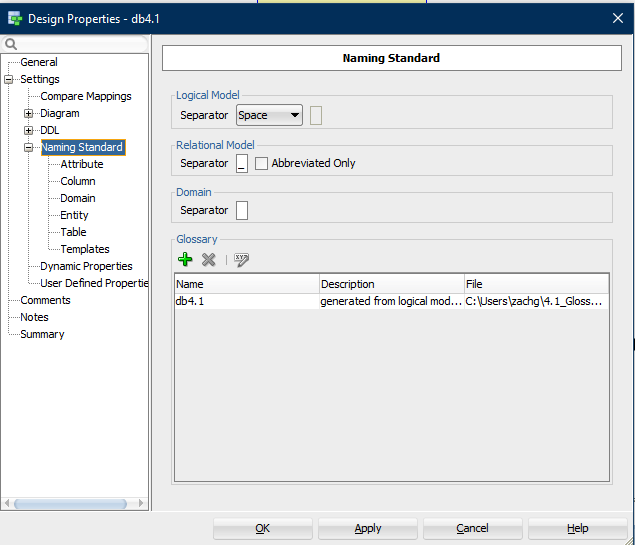 Design Properties - db4.1
General
Settings
Compare Mappings
Diagram
DDL
Naming Standard
Attribute
Column
Domain
Entity
Table
Templates
Dynamic Properties
User Defined Propertie
Comments
Notes
Summary
Naming Standard
Logical Model
Separator Space
Relational Model
Separator _ Abbreviated Only
Domain
Separator
Glossary
Name Description File
db4.1 generated from logical mod... C:\Users\zachg\4.1_Gloss...
OK Apply Cancel Help